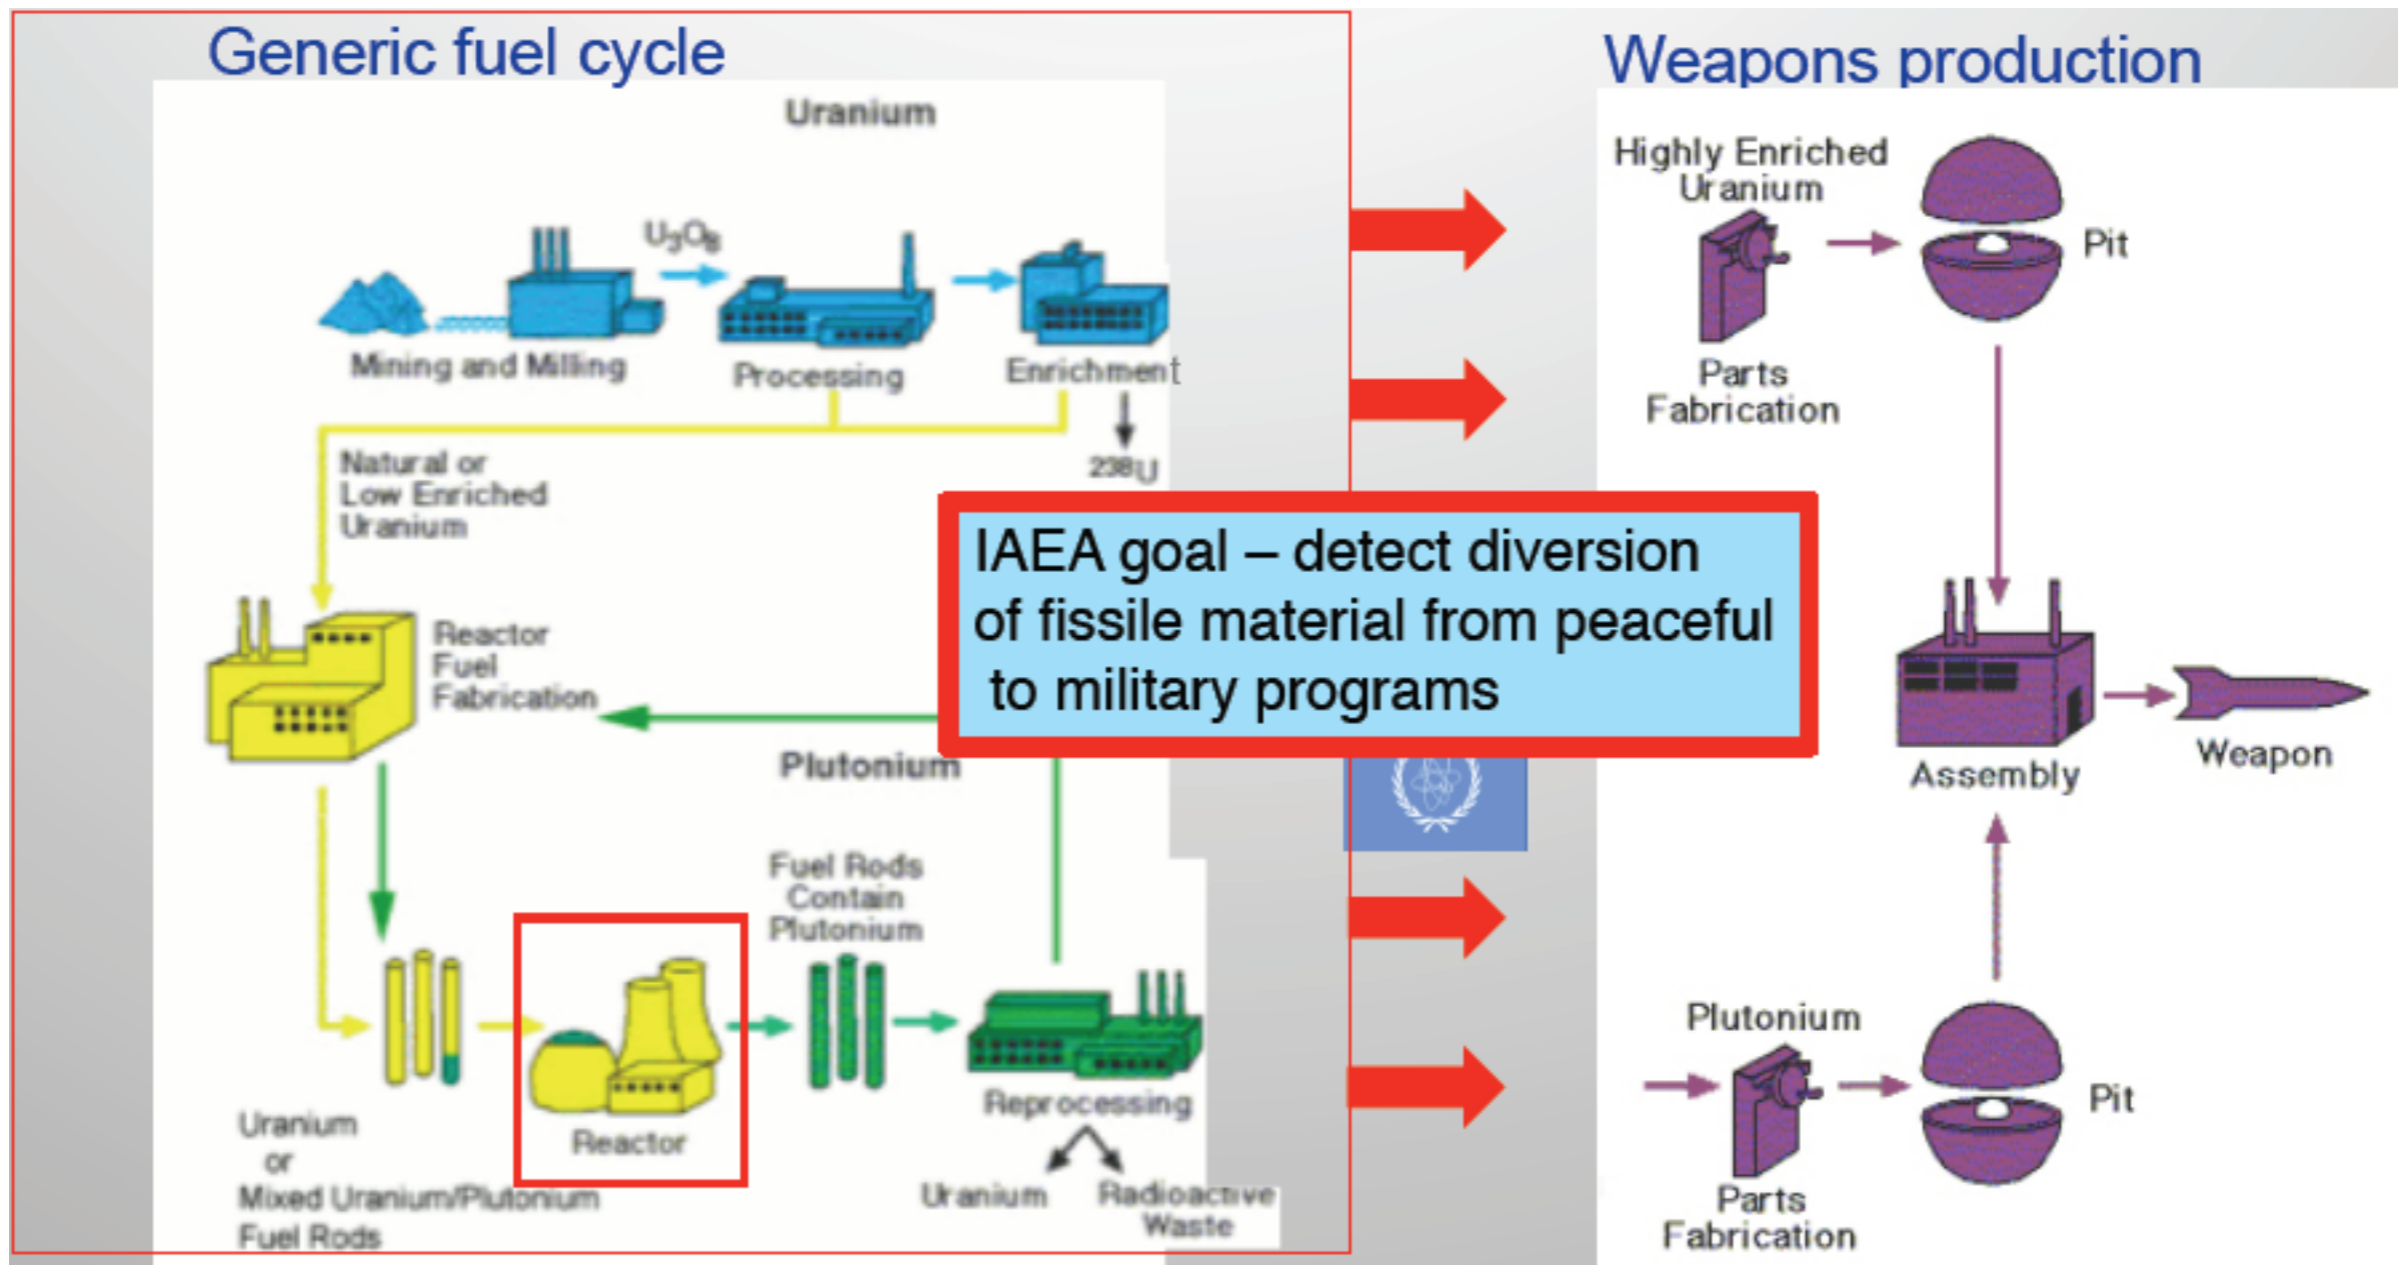 Generic fuel cycle
Uranium
U3O8
Mining and Milling
Processing
Enrichment
238U
Natural or
Low Enriched
Uranium
Reactor
Fuel
Fabrication
Plutonium
Fuel Rods
Contain
Plutonium
Reactor
Reprocessing
Uranium
or
Mixed Uranium/Plutonium
Fuel Rods
Uranium
Radioactive
Waste
IAEA goal – detect diversion
of fissile material from peaceful
to military programs
Weapons production
Highly Enriched
Uranium
Pit
Parts
Fabrication
Assembly
Weapon
Plutonium
Pit
Parts
Fabrication